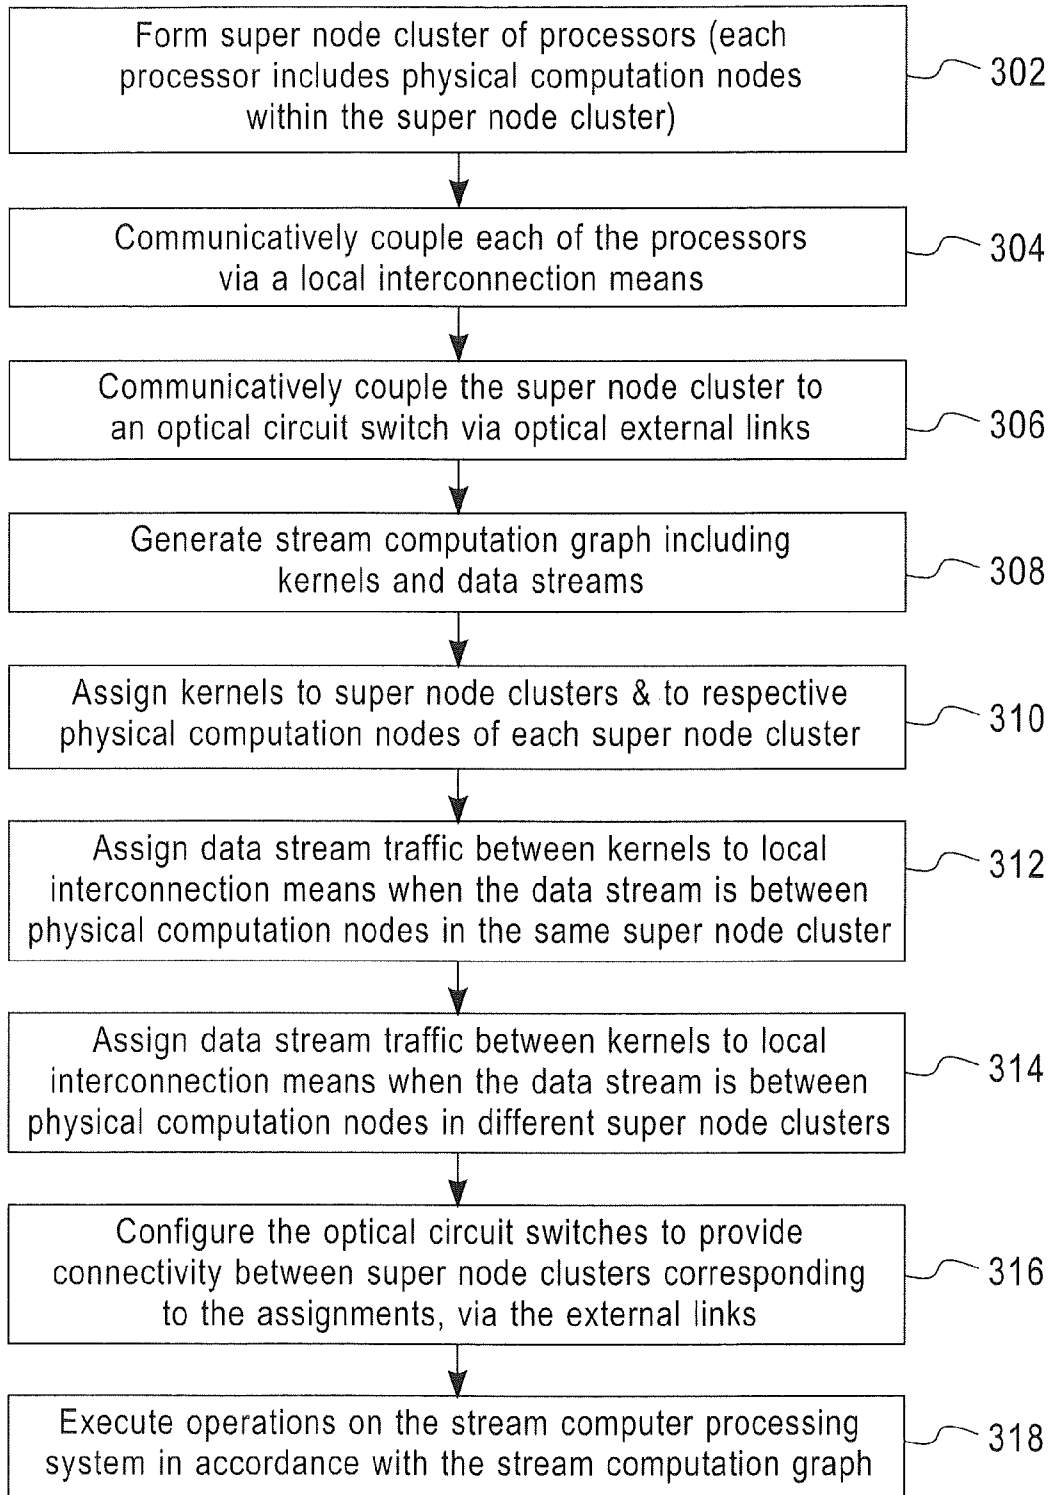 Form super node cluster of processors (each
processor includes physical computation nodes
within the super node cluster)
302
Communicatively couple each of the processors
via a local interconnection means
304
Communicatively couple the super node cluster to
an optical circuit switch via optical external links
306
Generate stream computation graph including
kernels and data streams
308
Assign kernels to super node clusters & to respective
physical computation nodes of each super node cluster
310
Assign data stream traffic between kernels to local
interconnection means when the data stream is between
physical computation nodes in the same super node cluster
312
Assign data stream traffic between kernels to local
interconnection means when the data stream is between
physical computation nodes in different super node clusters
314
Configure the optical circuit switches to provide
connectivity between super node clusters corresponding
to the assignments, via the external links
316
Execute operations on the stream computer processing
system in accordance with the stream computation graph
318